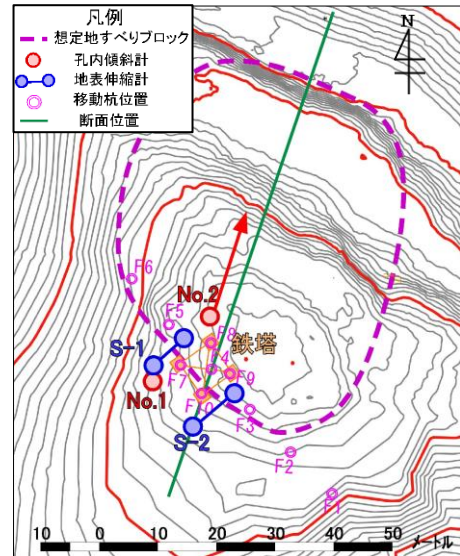 凡例
想定地すべりブロック
孔内傾斜計
地表伸縮計
移動杭位置
断面位置
N
F6
No.2
F5
S-1
F8
鉄塔
F4
F7
F9
No.1
F10
F3
S-2
F2
F1
10 0 10 20 30 40 50 メートル